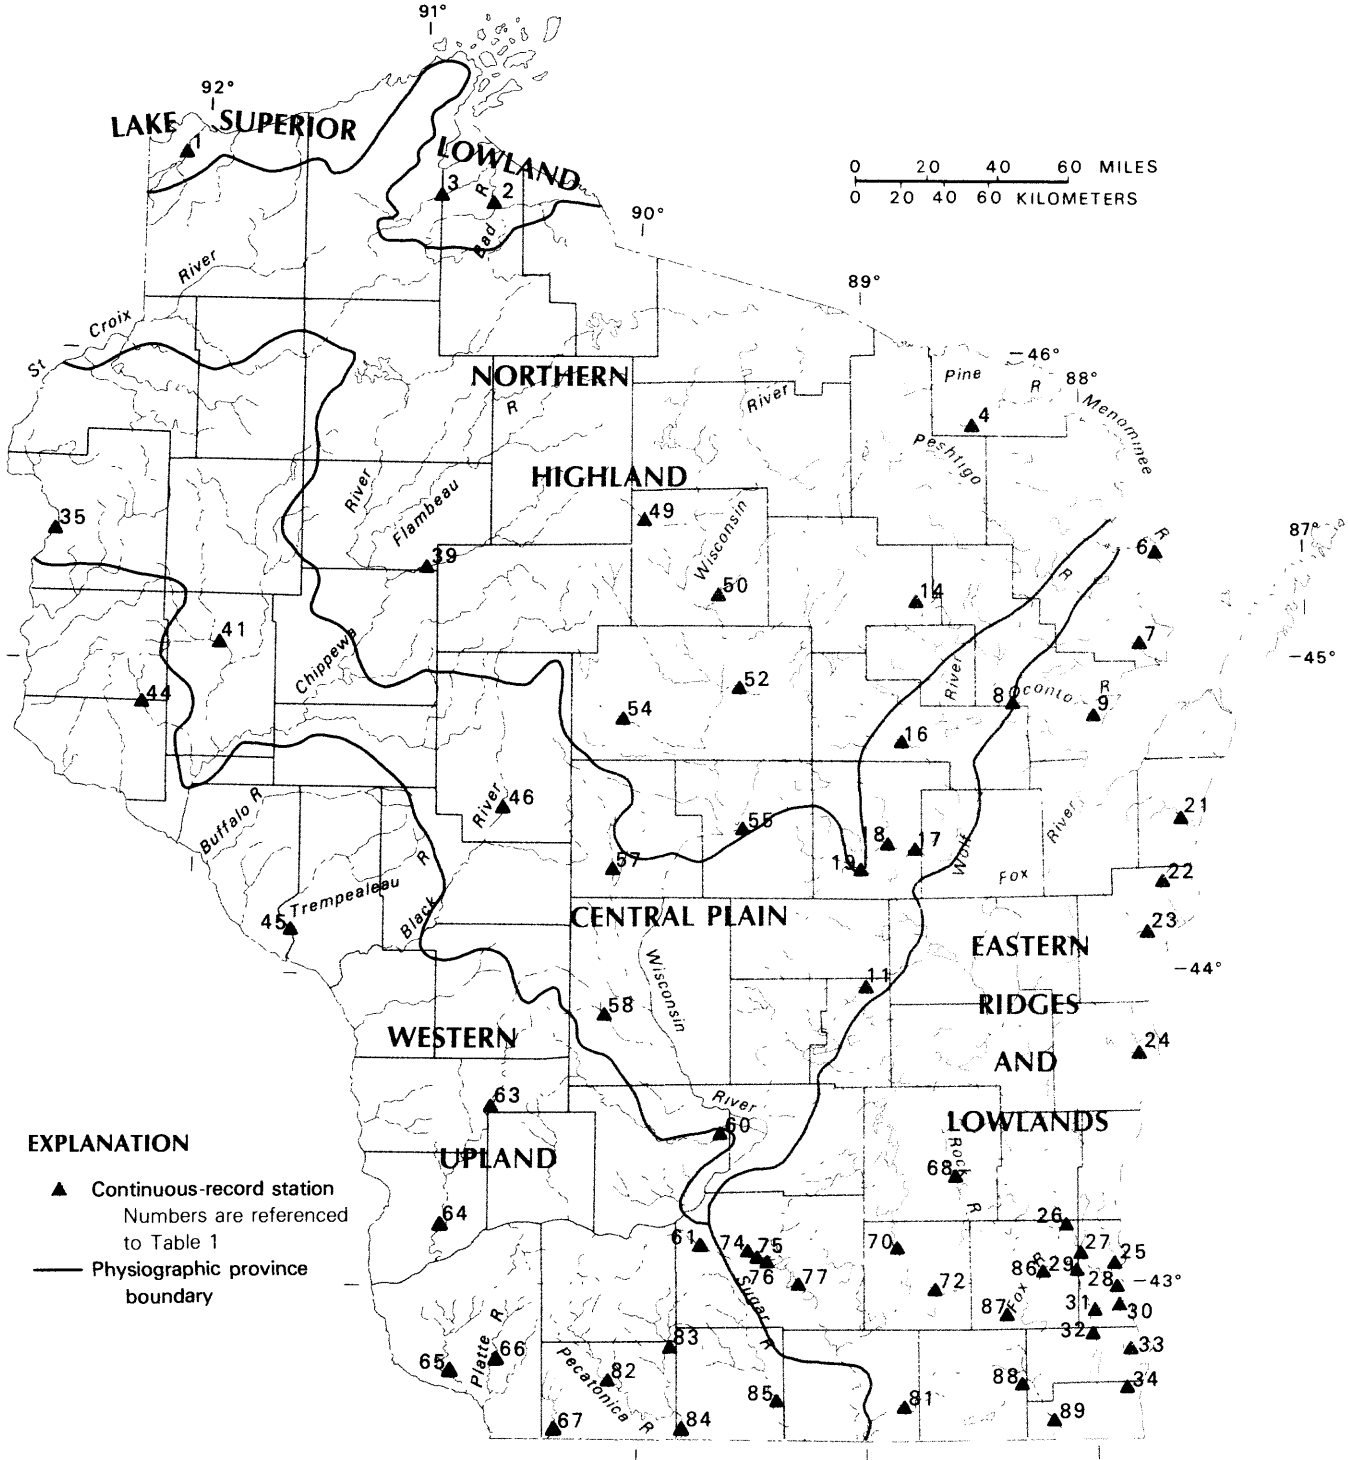 91°
92°
LAKE SUPERIOR
1
LOWLAND
3
R
2
Bad
0 20 40 60 MILES
0 20 40 60 KILOMETERS
90°
River
89°
Croix
St
46°
Pine
R
88°
NORTHERN
R
River
Menominee
4
Peshtigo
HIGHLAND
River
Flambeau
49
Wisconsin
35
87°
R
6
39
R
50
14
41
7
45°
Chippewa
River
52
44
54
8
Oconto
R
9
16
River
46
Buffalo R
21
River
55
18
17
Wolf
R
57
19
Fox
22
Trempealeau
Black
45
CENTRAL PLAIN
23
EASTERN
Wisconsin
44°
11
58
RIDGES
WESTERN
24
AND
63
River
60
LOWLANDS
EXPLANATION
UPLAND
Rock
68
Continuous-record station
Numbers are referenced
to Table 1
Physiographic province
boundary
R
64
26
61
74
75
70
27
25
R
86
29
76
77
28
43°
72
Fox
Sugar
30
87
31
R
32
83
R
33
Platte
66
65
Pecatonica
82
88
34
85
81
89
67
R
84